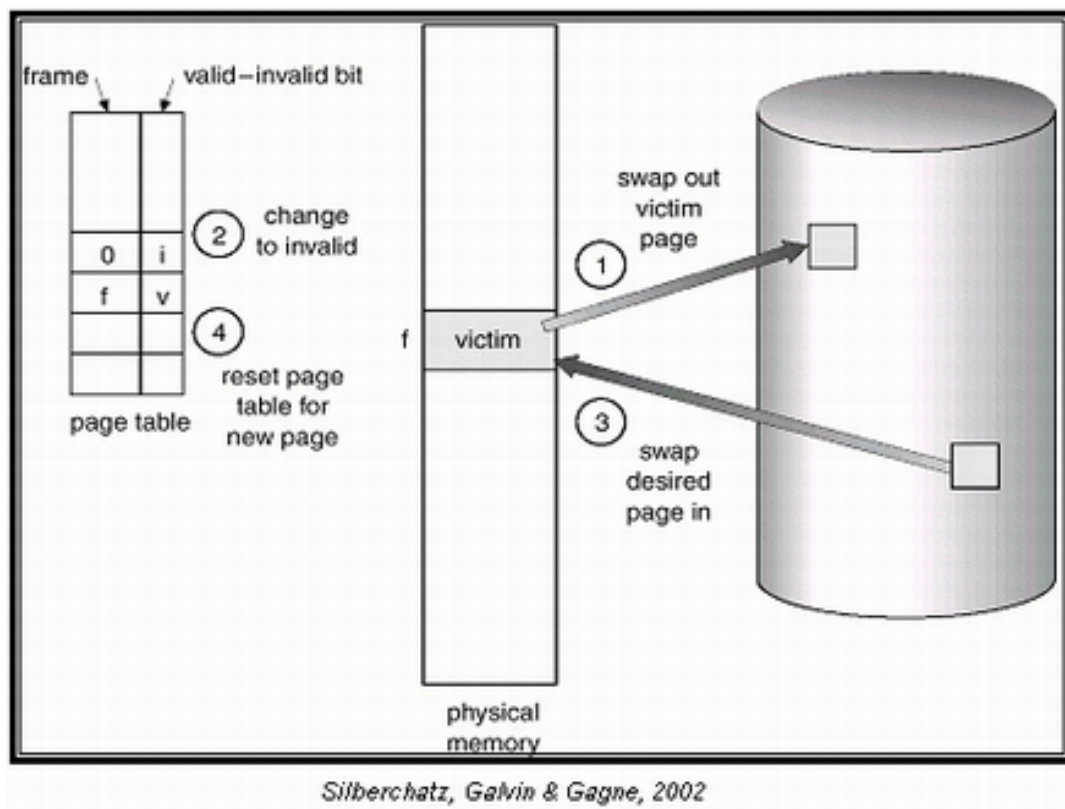 frame
valid–invalid bit
0 i
f v
page table
2
change
to invalid
4
reset page
table for
new page
f
victim
physical
memory
1
swap out
victim
page
3
swap
desired
page in
Silberchatz, Galvin & Gagne, 2002